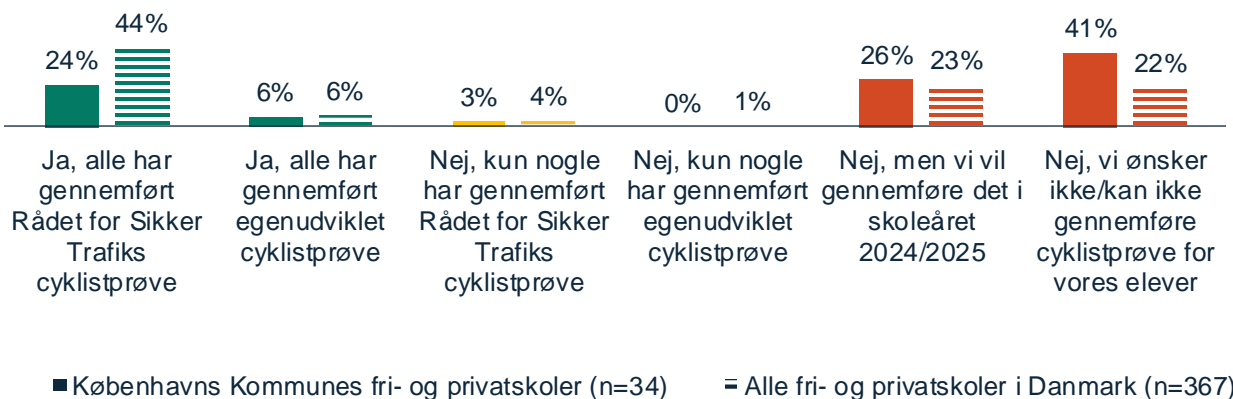 24% 44%
6% 6%
3% 4%
0% 1%
26% 23%
41% 22%
Ja, alle har
gennemført
Rådet for Sikker
Trafiks
cyklistprøve
Ja, alle har
gennemført
egenudviklet
cyklistprøve
Nej, kun nogle
har gennemført
Rådet for Sikker
Trafiks
cyklistprøve
Nej, kun nogle
har gennemført
egenudviklet
cyklistprøve
Nej, men vi vil
gennemføre det i
skoleåret
2024/2025
Nej, vi ønsker
ikke/kan ikke
gennemføre
cyklistprøve for
vores elever
Københavns Kommunes fri- og privatskoler (n=34)
Alle fri- og privatskoler i Danmark (n=367)